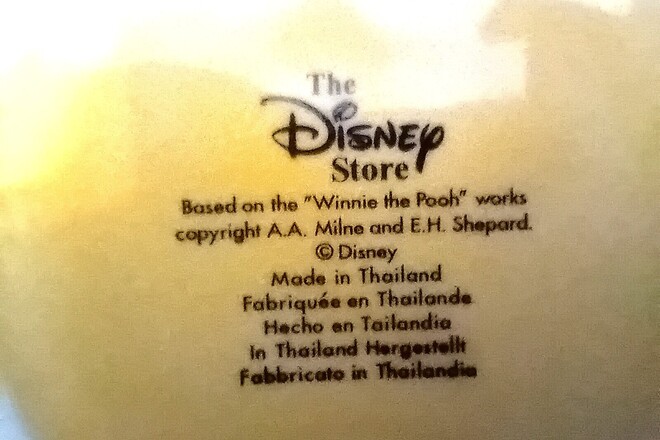 The
Disney
Store
Based on the "Winnie the Pooh" works
copyright A.A. Milne and E.H. Shepard.
© Disney
Made in Thailand
Fabriquée en Thailande
Hecho en Tailandia
In Thailand Hergestellt
Fabbricato in Thailandia